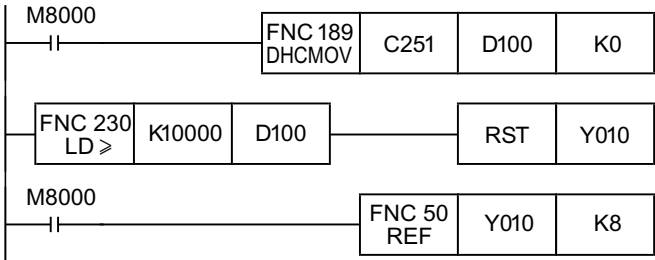 M8000
FNC 189
DHCMOV
C251
D100
K0
FNC 230
LD ⩾
K10000
D100
RST
Y010
M8000
FNC 50
REF
Y010
K8